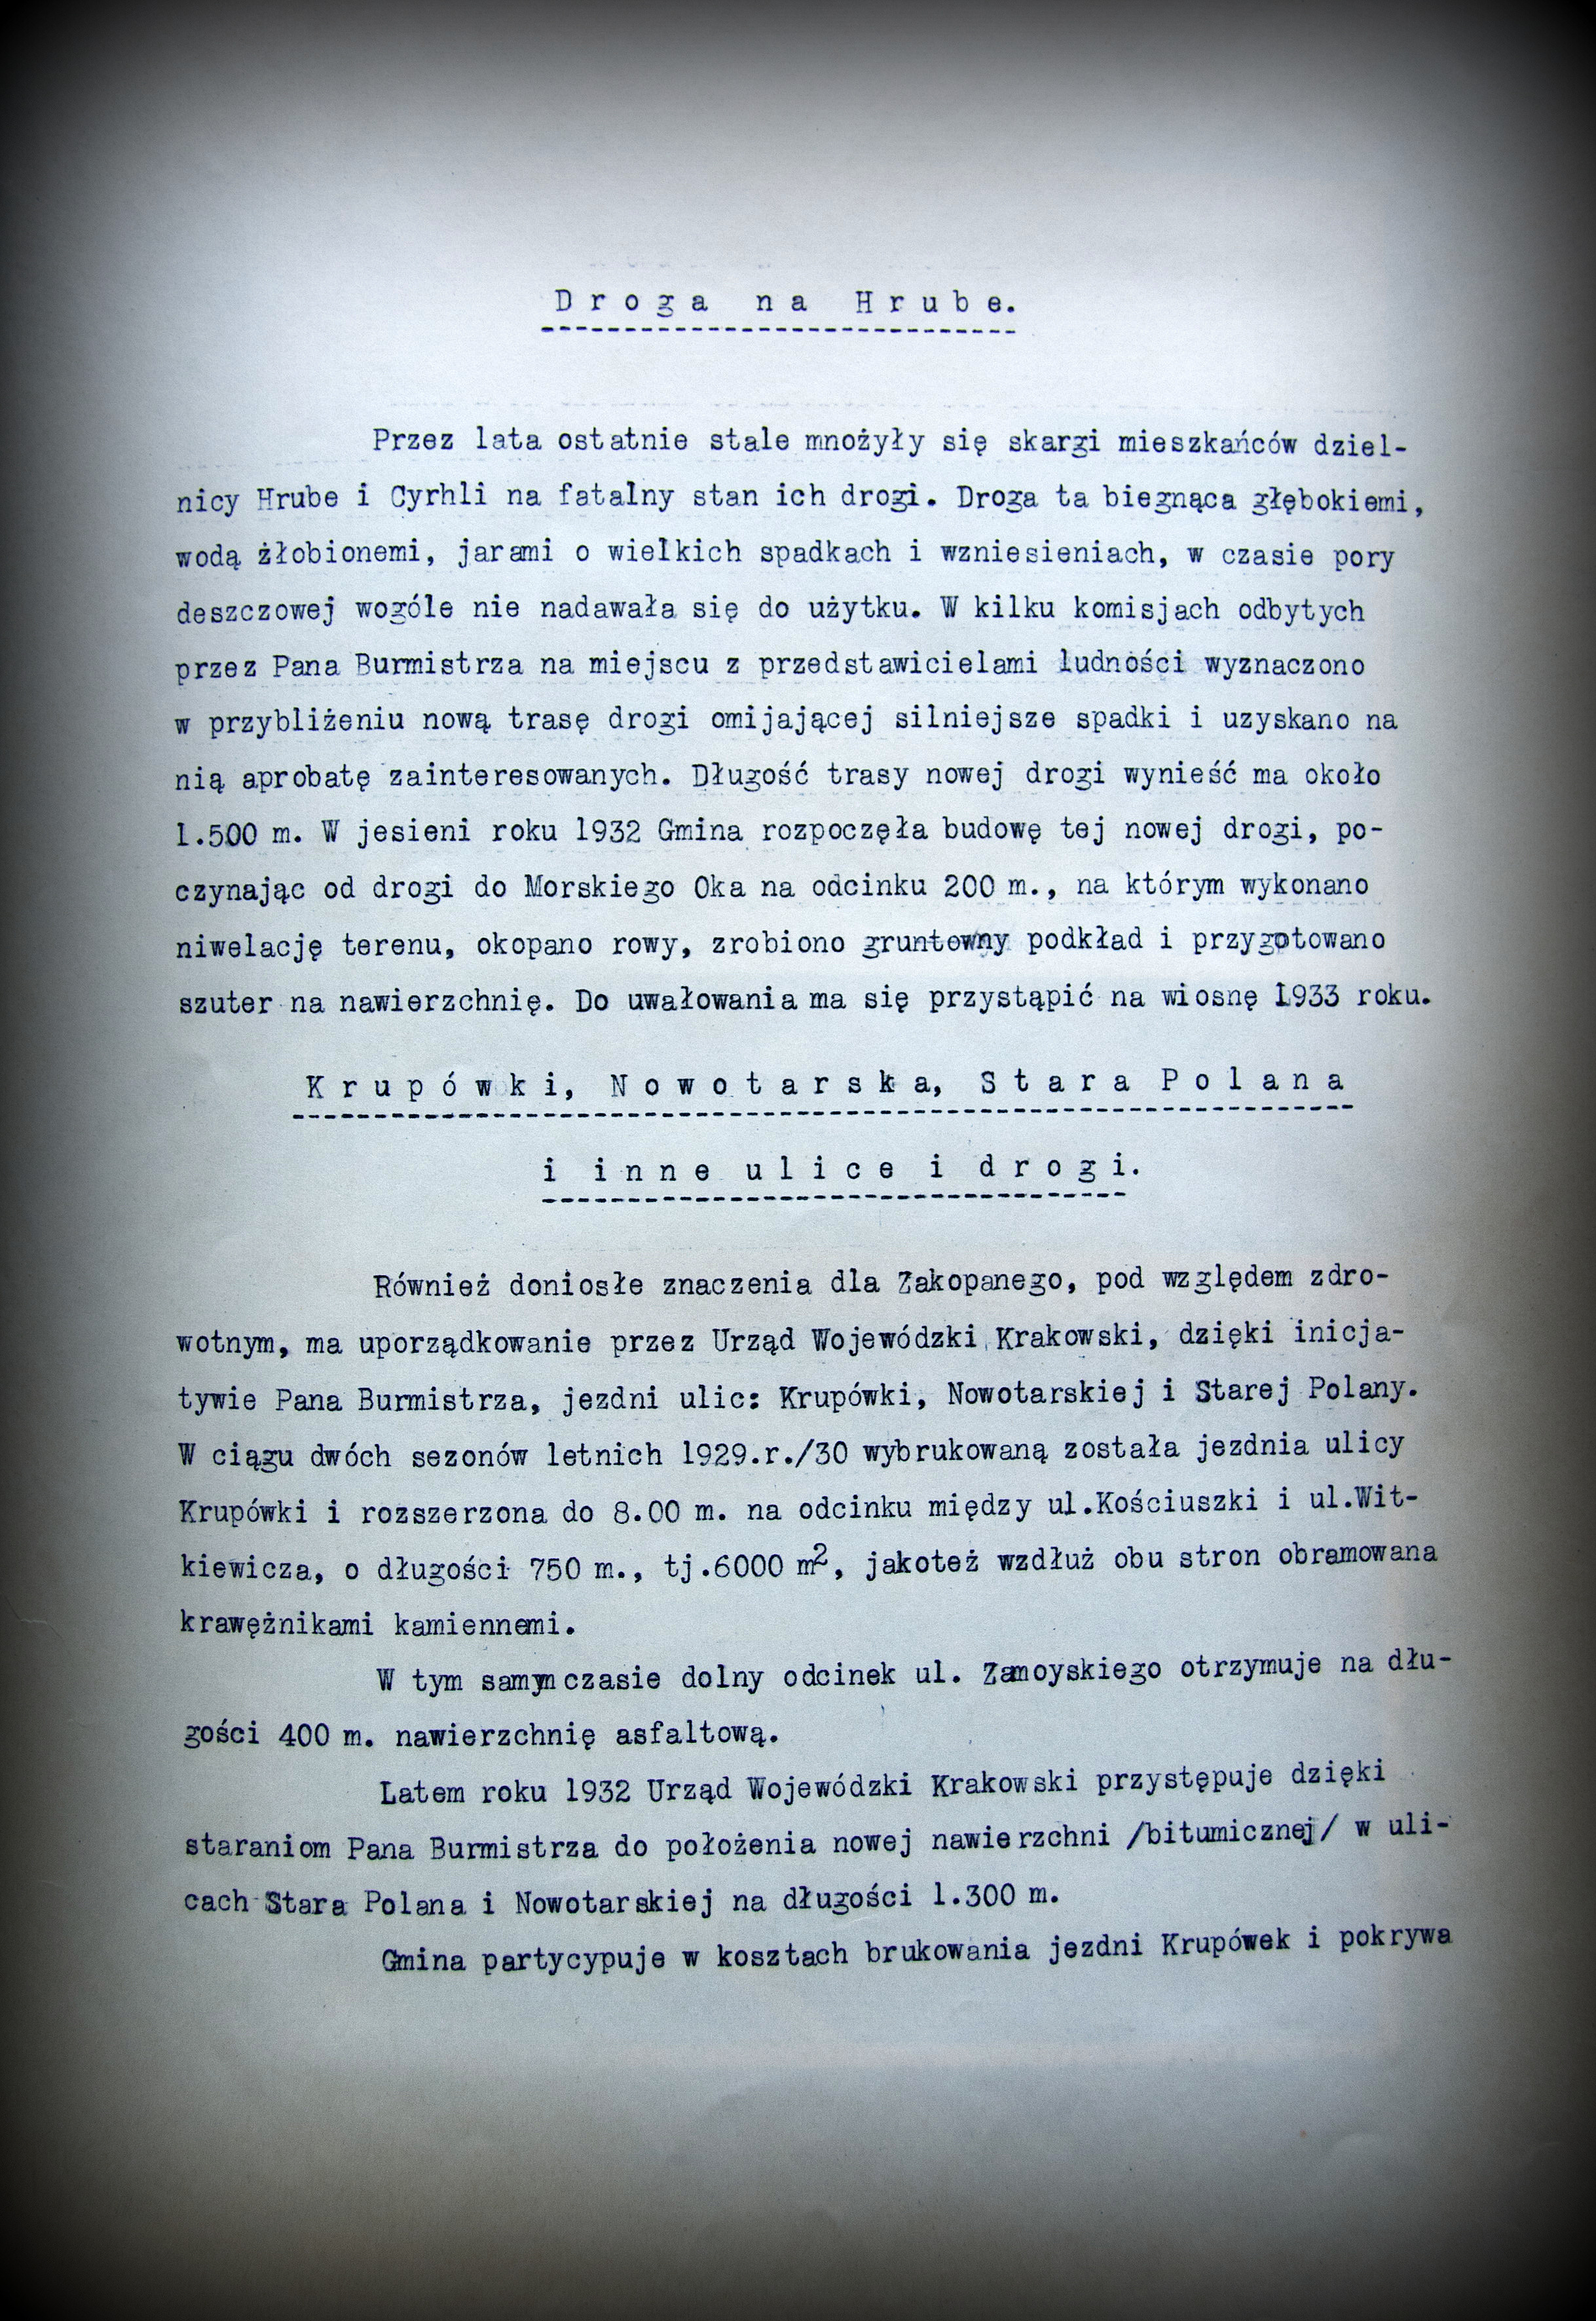 Droga na Hrube.
Przez lata ostatnie stale mnożyły się skargi mieszkańców dziel-
nicy Hrube i Cyrhli na fatalny stan ich drogi. Droga ta biegnąca głębokiemi,
wodą żłobionemi, jarami o wielkich spadkach i wzniesieniach, w czasie pory
deszczowej wogóle nie nadawała się do użytku. W kilku komisjach odbytych
przez Pana Burmistrza na miejscu z przedstawicielami ludności wyznaczono
w przybliżeniu nową trasę drogi omijającej silniejsze spadki i uzyskano na
nią aprobatę zainteresowanych. Długość trasy nowej drogi wynieść ma około
1.500 m. W jesieni roku 1932 Gmina rozpoczęła budowę tej nowej drogi, po-
czynając od drogi do Morskiego Oka na odcinku 200 m., na którym wykonano
niwelację terenu, okopano rowy, zrobiono gruntowny podkład i przygotowano
szuter na nawierzchnię. Do uwałowania ma się przystąpić na wiosnę 1933 roku.
Krupówki, Nowotarska, Stara Polana
i inne ulice i drogi.
Również doniosłe znaczenia dla Zakopanego, pod względem zdro-
wotnym, ma uporządkowanie przez Urząd Wojewódzki Krakowski, dzięki inicja-
tywie Pana Burmistrza, jezdni ulic: Krupówki, Nowotarskiej i Starej Polany.
W ciągu dwóch sezonów letnich 1929.r./30 wybrukowaną została jezdnia ulicy
Krupówki i rozszerzona do 8.00 m. na odcinku między ul.Kościuszki i ul.Wit-
kiewicza, o długości 750 m., tj.6000 m², jakoteż wzdłuż obu stron obramowana
krawężnikami kamiennemi.
W tym samym czasie dolny odcinek ul. Zamoyskiego otrzymuje na dłu-
gości 400 m. nawierzchnię asfaltową.
Latem roku 1932 Urząd Wojewódzki Krakowski przystępuje dzięki
staraniom Pana Burmistrza do położenia nowej nawierzchni /bitumicznej/ w uli-
cach Stara Polana i Nowotarskiej na długości 1.300 m.
Gmina partycypuje w kosztach brukowania jezdni Krupówek i pokrywa